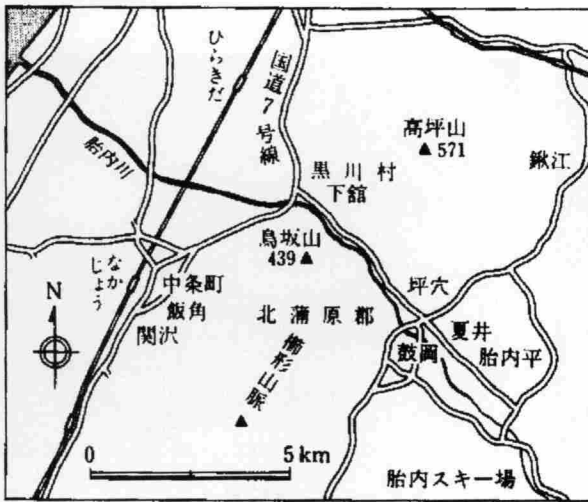 ひらきだ
国道7号線
高坪山
▲571
鍬江
胎内川
黒川村
下舘
鳥坂山
439▲
なかじょう
中条町
飯角
関沢
北蒲原郡
坪穴
夏井
胎内平
鼓岡
櫛形山脈
N
0 5km
胎内スキー場